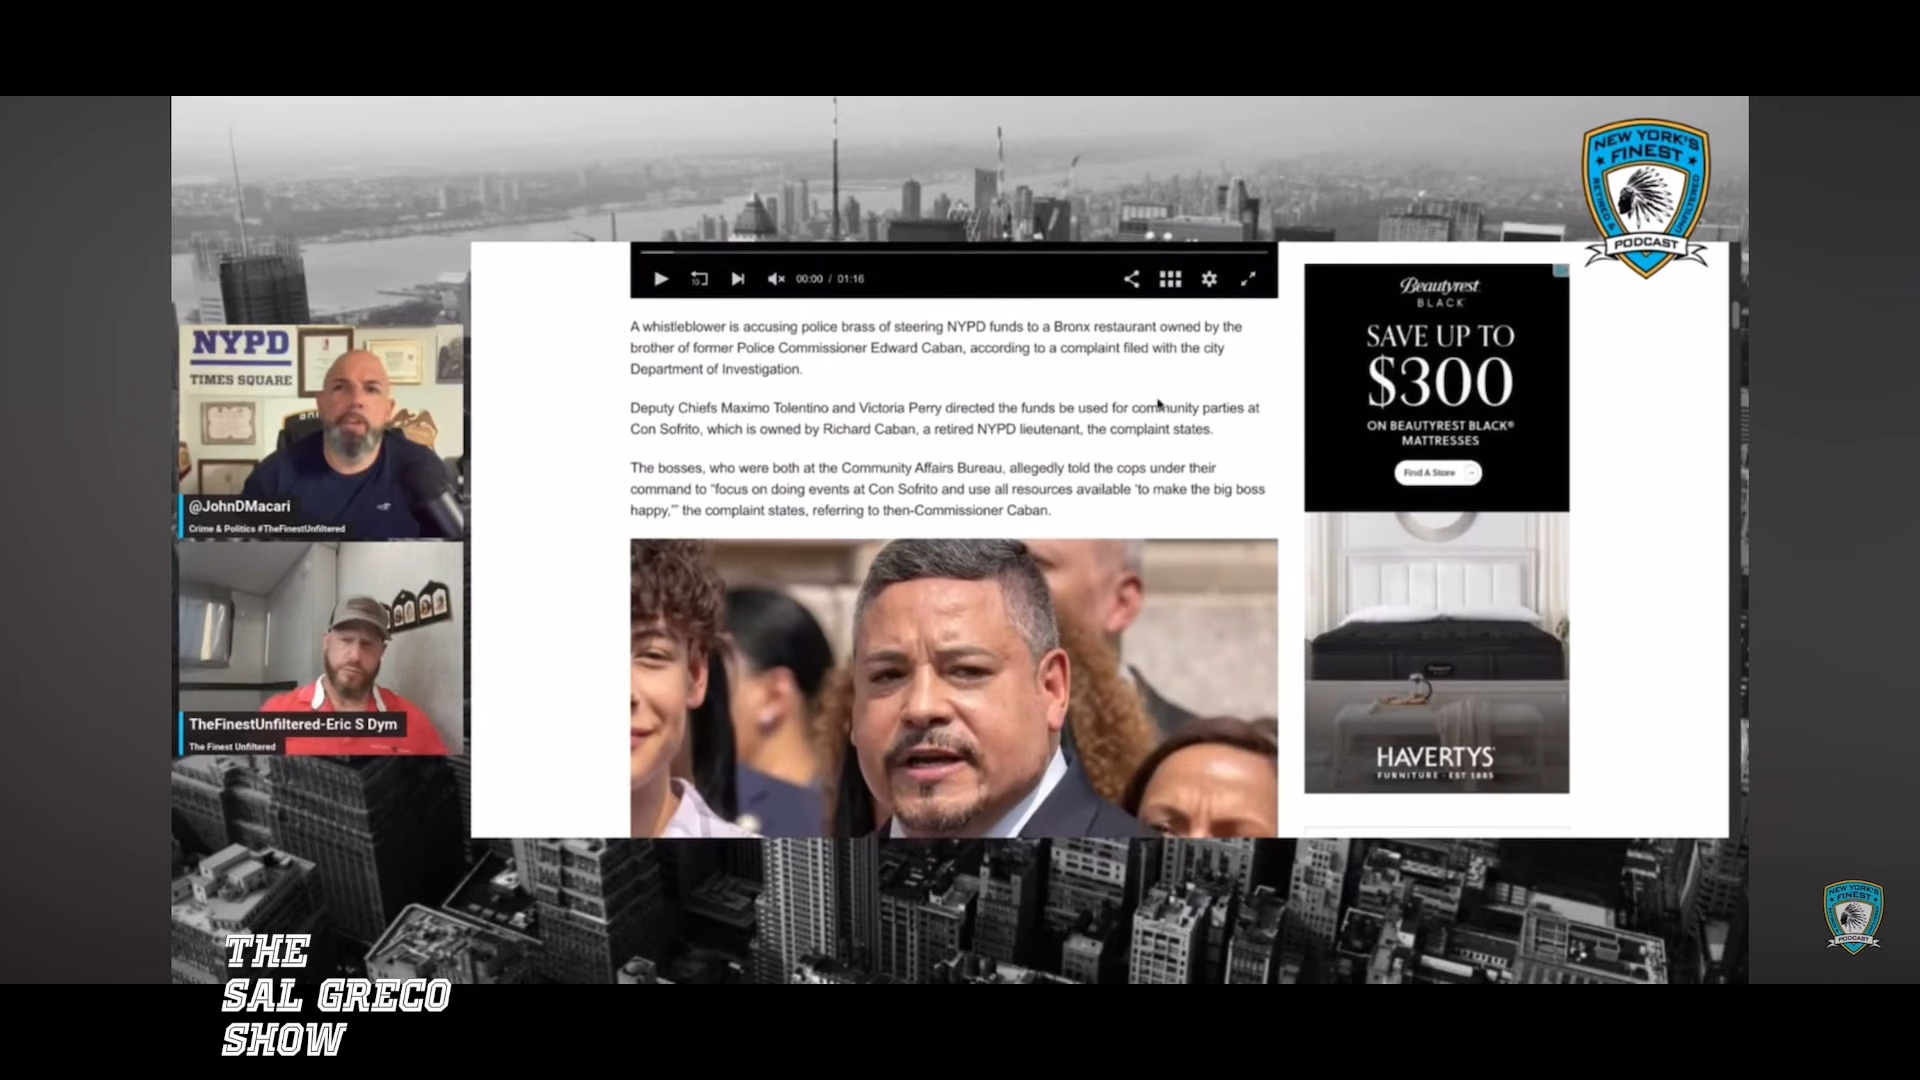 NEW YORK'S
FINEST
RETIRED &
UNFILTERED
PODCAST
00:00 / 01:16
A whistleblower is accusing police brass of steering NYPD funds to a Bronx restaurant owned by the
brother of former Police Commissioner Edward Caban, according to a complaint filed with the city
Department of Investigation.
Deputy Chiefs Maximo Tolentino and Victoria Perry directed the funds be used for community parties at
Con Sofrito, which is owned by Richard Caban, a retired NYPD lieutenant, the complaint states.
The bosses, who were both at the Community Affairs Bureau, allegedly told the cops under their
command to "focus on doing events at Con Sofrito and use all resources available 'to make the big boss
happy,'" the complaint states, referring to then-Commissioner Caban.
Beautyrest
BLACK
SAVE UP TO
$300
ON BEAUTYREST BLACK®
MATTRESSES
Find A Store
HAVERTYS
FURNITURE · EST 1885
NYPD
TIMES SQUARE
@JohnDMacari
Crime & Politics #TheFinestUnfiltered
TheFinestUnfiltered-Eric S Dym
The Finest Unfiltered
NEW YORK'S
FINEST
PODCAST
THE
SAL GRECO
SHOW